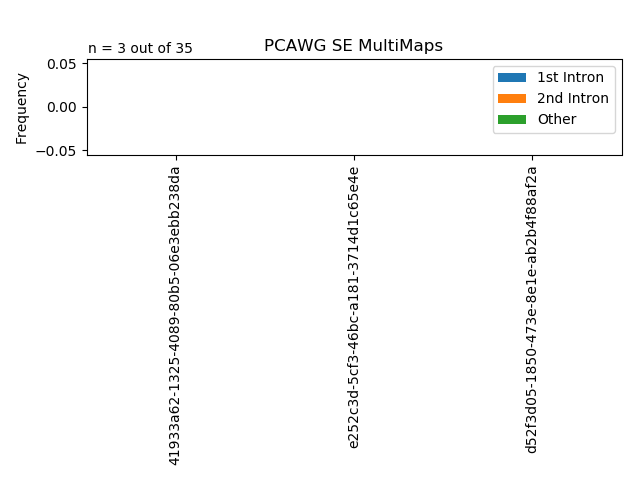 n = 3 out of 35
PCAWG SE MultiMaps
Frequency
0.05
0.00
−0.05
1st Intron
2nd Intron
Other
41933a62-1325-4089-80b5-06e3ebb238da
e252c3d-5cf3-46bc-a181-3714d1c65e4e
d52f3d05-1850-473e-8e1e-ab2b4f88af2a